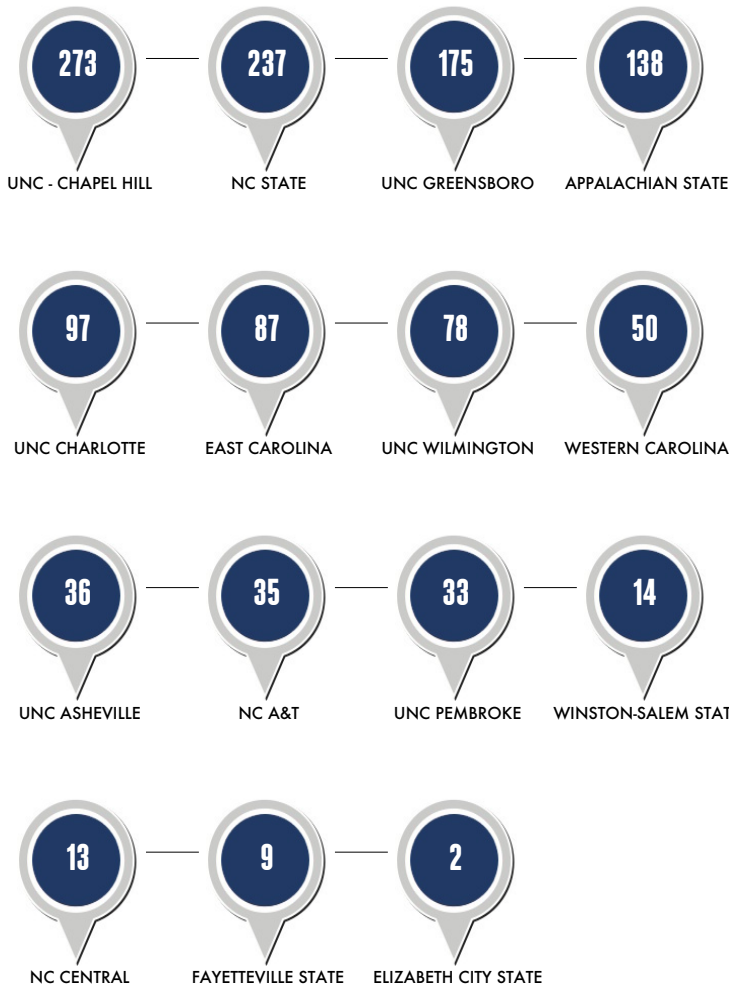 273 237 175 138
UNC - CHAPEL HILL NC STATE UNC GREENSBORO APPALACHIAN STATE
97 87 78 50
UNC CHARLOTTE EAST CAROLINA UNC WILMINGTON WESTERN CAROLINA
36 35 33 14
UNC ASHEVILLE NC A&T UNC PEMBROKE WINSTON-SALEM STAT
13 9 2
NC CENTRAL FAYETTEVILLE STATE ELIZABETH CITY STATE